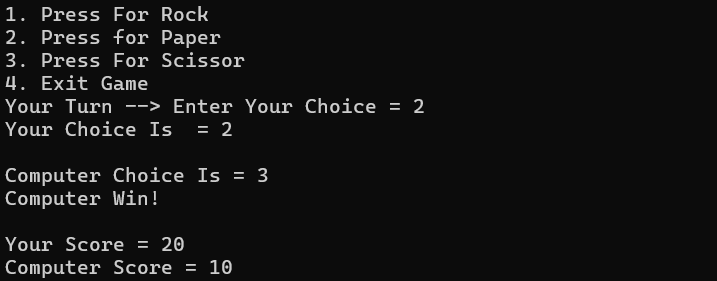 1. Press For Rock
2. Press for Paper
3. Press For Scissor
4. Exit Game
Your Turn --> Enter Your Choice = 2
Your Choice Is  = 2
Computer Choice Is = 3
Computer Win!
Your Score = 20
Computer Score = 10